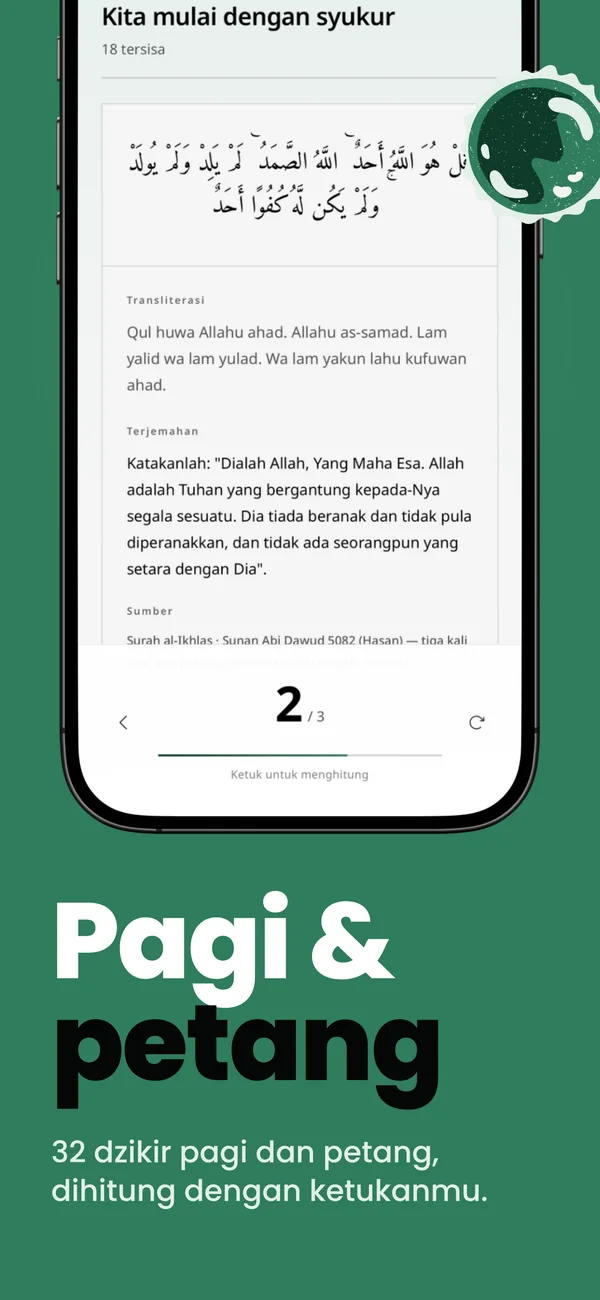 Kita mulai dengan syukur
18 tersisa
قُلْ هُوَ اللَّهُ أَحَدٌ ۝ اللَّهُ الصَّمَدُ ۝ لَمْ يَلِدْ وَلَمْ يُولَدْ
وَلَمْ يَكُن لَّهُ كُفُوًا أَحَدٌ
Transliterasi
Qul huwa Allahu ahad. Allahu as-samad. Lam
yalid wa lam yulad. Wa lam yakun lahu kufuwan
ahad.
Terjemahan
Katakanlah: "Dialah Allah, Yang Maha Esa. Allah
adalah Tuhan yang bergantung kepada-Nya
segala sesuatu. Dia tiada beranak dan tidak pula
diperanakkan, dan tidak ada seorangpun yang
setara dengan Dia".
Sumber
Surah al-Ikhlas · Sunan Abi Dawud 5082 (Hasan) — tiga kali
2 / 3
Ketuk untuk menghitung
Pagi &
petang
32 dzikir pagi dan petang,
dihitung dengan ketukanmu.